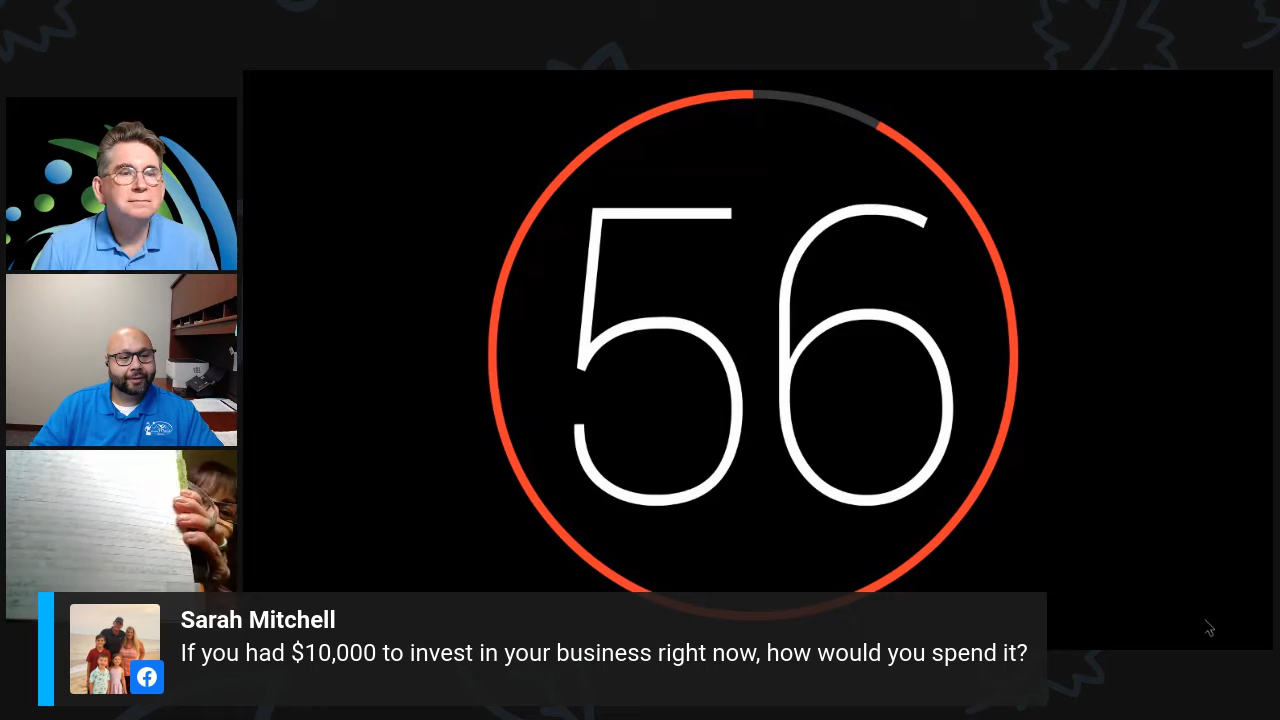 56
Sarah Mitchell
If you had $10,000 to invest in your business right now, how would you spend it?